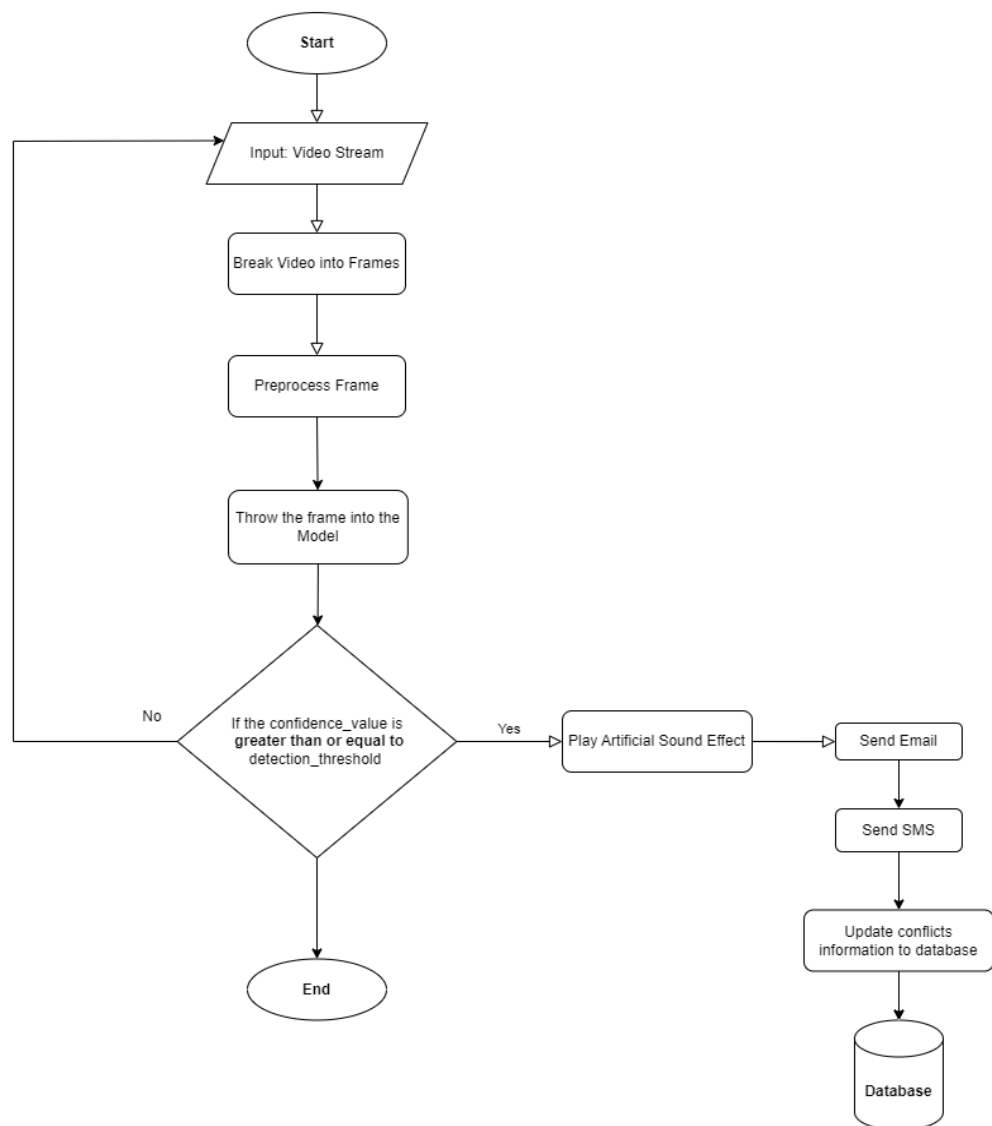 Start
Input: Video Stream
Break Video into Frames
Preprocess Frame
Throw the frame into the
Model
No
If the confidence_value is
greater than or equal to
detection_threshold
Yes
Play Artificial Sound Effect
Send Email
Send SMS
Update conflicts
information to database
End
Database